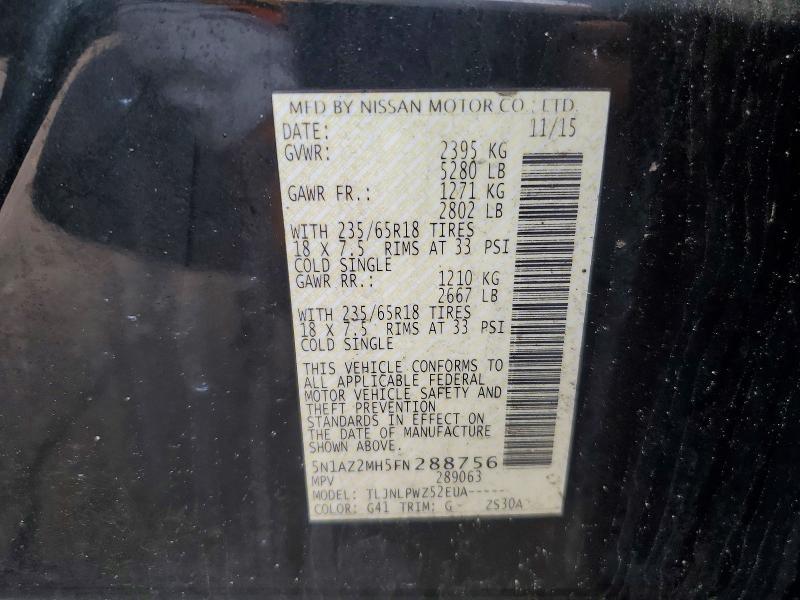 MFD BY NISSAN MOTOR CO., LTD.
DATE: 11/15
GVWR: 2395 KG
5280 LB
GAWR FR.: 1271 KG
2802 LB
WITH 235/65R18 TIRES
18 X 7.5 RIMS AT 33 PSI
COLD SINGLE
GAWR RR.: 1210 KG
2667 LB
WITH 235/65R18 TIRES
18 X 7.5 RIMS AT 33 PSI
COLD SINGLE
THIS VEHICLE CONFORMS TO
ALL APPLICABLE FEDERAL
MOTOR VEHICLE SAFETY AND
THEFT PREVENTION
STANDARDS IN EFFECT ON
THE DATE OF MANUFACTURE
SHOWN ABOVE.
5N1AZ2MH5FN288756
MPV 289063
MODEL: TLJNLPWZ52EUA-----
COLOR: G41 TRIM: G - ZS30A